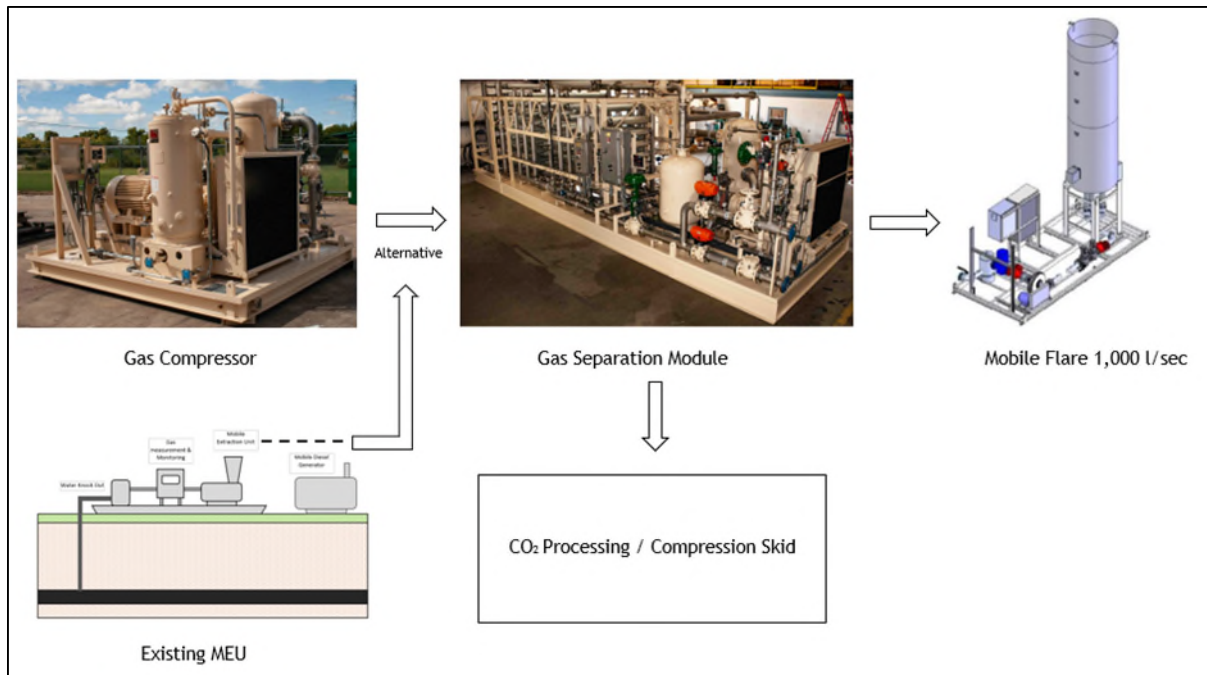 Alternative
Gas Compressor
Gas Separation Module
Mobile Flare 1,000 l/sec
Mobile
Extraction Unit
Gas
measurement &
Monitoring
Mobile Diesel
Generator
Water Knock Out
CO₂ Processing / Compression Skid
Existing MEU